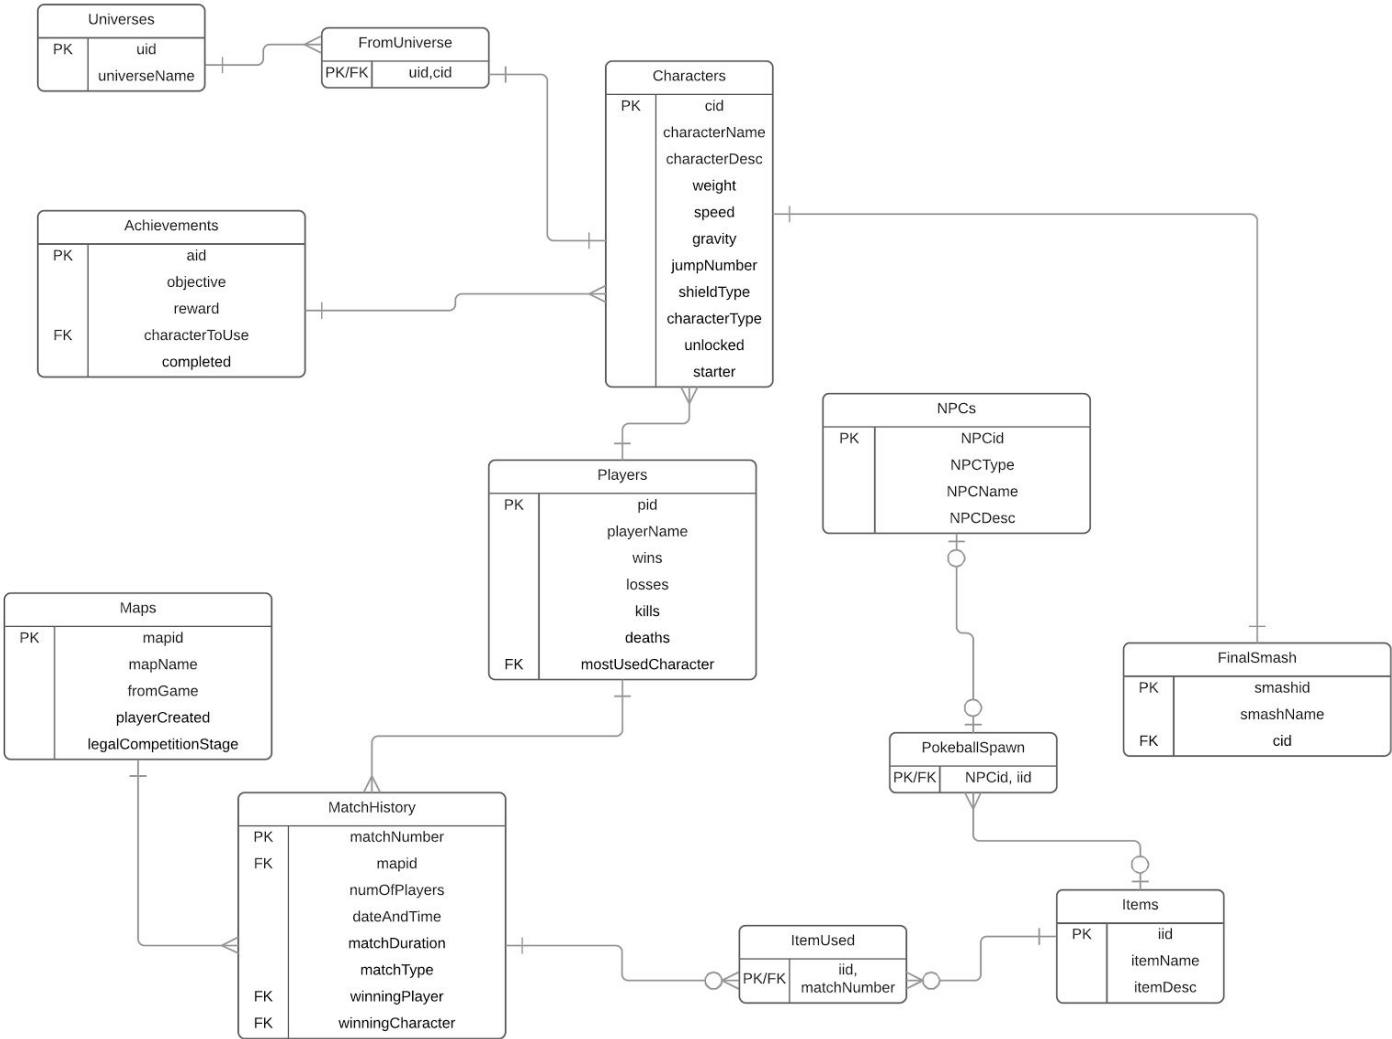 Universes
PK uid
universeName
FromUniverse
PK/FK uid,cid
Characters
PK cid
characterName
characterDesc
weight
speed
gravity
jumpNumber
shieldType
characterType
unlocked
starter
Achievements
PK aid
objective
reward
FK characterToUse
completed
NPCs
PK NPCid
NPCType
NPCName
NPCDesc
Players
PK pid
playerName
wins
losses
kills
deaths
FK mostUsedCharacter
Maps
PK mapid
mapName
fromGame
playerCreated
legalCompetitionStage
FinalSmash
PK smashid
smashName
FK cid
PokeballSpawn
PK/FK NPCid, iid
MatchHistory
PK matchNumber
FK mapid
numOfPlayers
dateAndTime
matchDuration
matchType
FK winningPlayer
FK winningCharacter
ItemUsed
PK/FK iid,
matchNumber
Items
PK iid
itemName
itemDesc